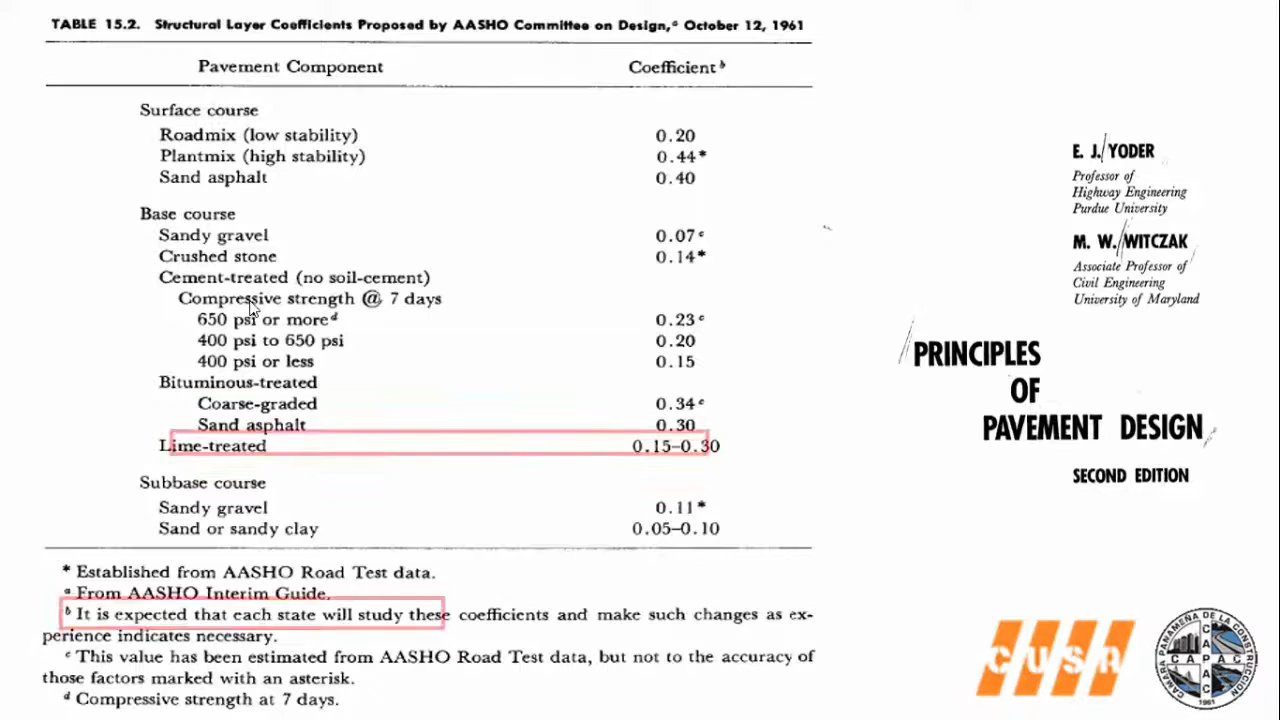 TABLE 15.2. Structural Layer Coefficients Proposed by AASHO Committee on Design,ᵃ October 12, 1961
Pavement Component Coefficientᵇ
Surface course
Roadmix (low stability) 0.20
Plantmix (high stability) 0.44*
Sand asphalt 0.40
Base course
Sandy gravel 0.07ᶜ
Crushed stone 0.14*
Cement-treated (no soil-cement)
Compressive strength @ 7 days
650 psi or moreᵈ 0.23ᶜ
400 psi to 650 psi 0.20
400 psi or less 0.15
Bituminous-treated
Coarse-graded 0.34ᶜ
Sand asphalt 0.30
Lime-treated 0.15–0.30
Subbase course
Sandy gravel 0.11*
Sand or sandy clay 0.05–0.10
* Established from AASHO Road Test data.
ᵃ From AASHO Interim Guide.
ᵇ It is expected that each state will study these coefficients and make such changes as ex-
perience indicates necessary.
ᶜ This value has been estimated from AASHO Road Test data, but not to the accuracy of
those factors marked with an asterisk.
ᵈ Compressive strength at 7 days.
E. J. YODER
Professor of
Highway Engineering
Purdue University
M. W. WITCZAK
Associate Professor of
Civil Engineering
University of Maryland
PRINCIPLES
OF
PAVEMENT DESIGN
SECOND EDITION
CUSA
CAMARA PANAMEÑA DE LA CONSTRUCCION
CAPAC
CAPAC
1961